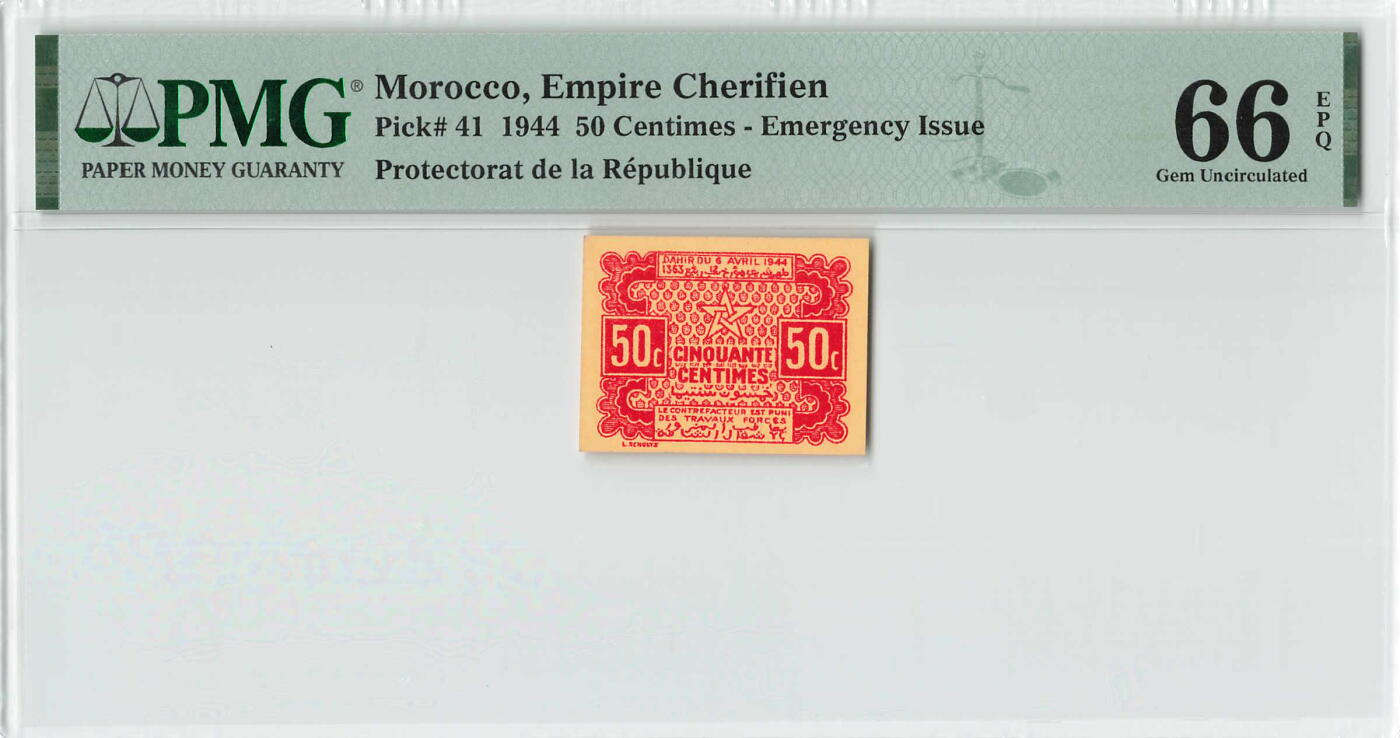 PMG®
PAPER MONEY GUARANTY
Morocco, Empire Cherifien
Pick# 41 1944 50 Centimes - Emergency Issue
Protectorat de la République
66
EPQ
Gem Uncirculated
DAHIR DU 6 AVRIL 1944
1363
50c
CINQUANTE
CENTIMES
50c
LE CONTREFACTEUR EST PUNI
DES TRAVAUX FORCES
L. SCHULTZ